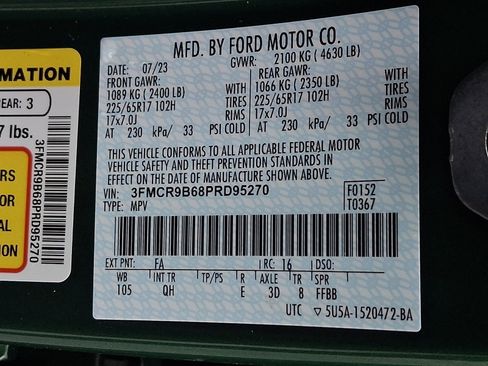 MFD. BY FORD MOTOR CO.
DATE: 07/23 GVWR: 2100 KG ( 4630 LB)
FRONT GAWR: REAR GAWR:
1089 KG ( 2400 LB) 1066 KG ( 2350 LB)
225/65R17 102H TIRES 225/65R17 102H
17x7.0J RIMS 17x7.0J
AT 230 kPa/ 33 PSI COLD AT 230 kPa/ 33 PSI COLD
WITH TIRES RIMS
THIS VEHICLE CONFORMS TO ALL APPLICABLE FEDERAL MOTOR
VEHICLE SAFETY AND THEFT PREVENTION STANDARDS IN
EFFECT ON THE DATE OF MANUFACTURE SHOWN ABOVE.
VIN: 3FMCR9B68PRD95270 F0152
TYPE: MPV T0367
EXT PNT: FA RC: 16 DSO:
WB INT TR TP/PS R AXLE TR SPR
105 QH E 3D 8 FFBB
UTC ▽5U5A-1520472-BA
RMATION
EAR: 3
7 lbs.
ERS
3FMCR9B68PRD95270